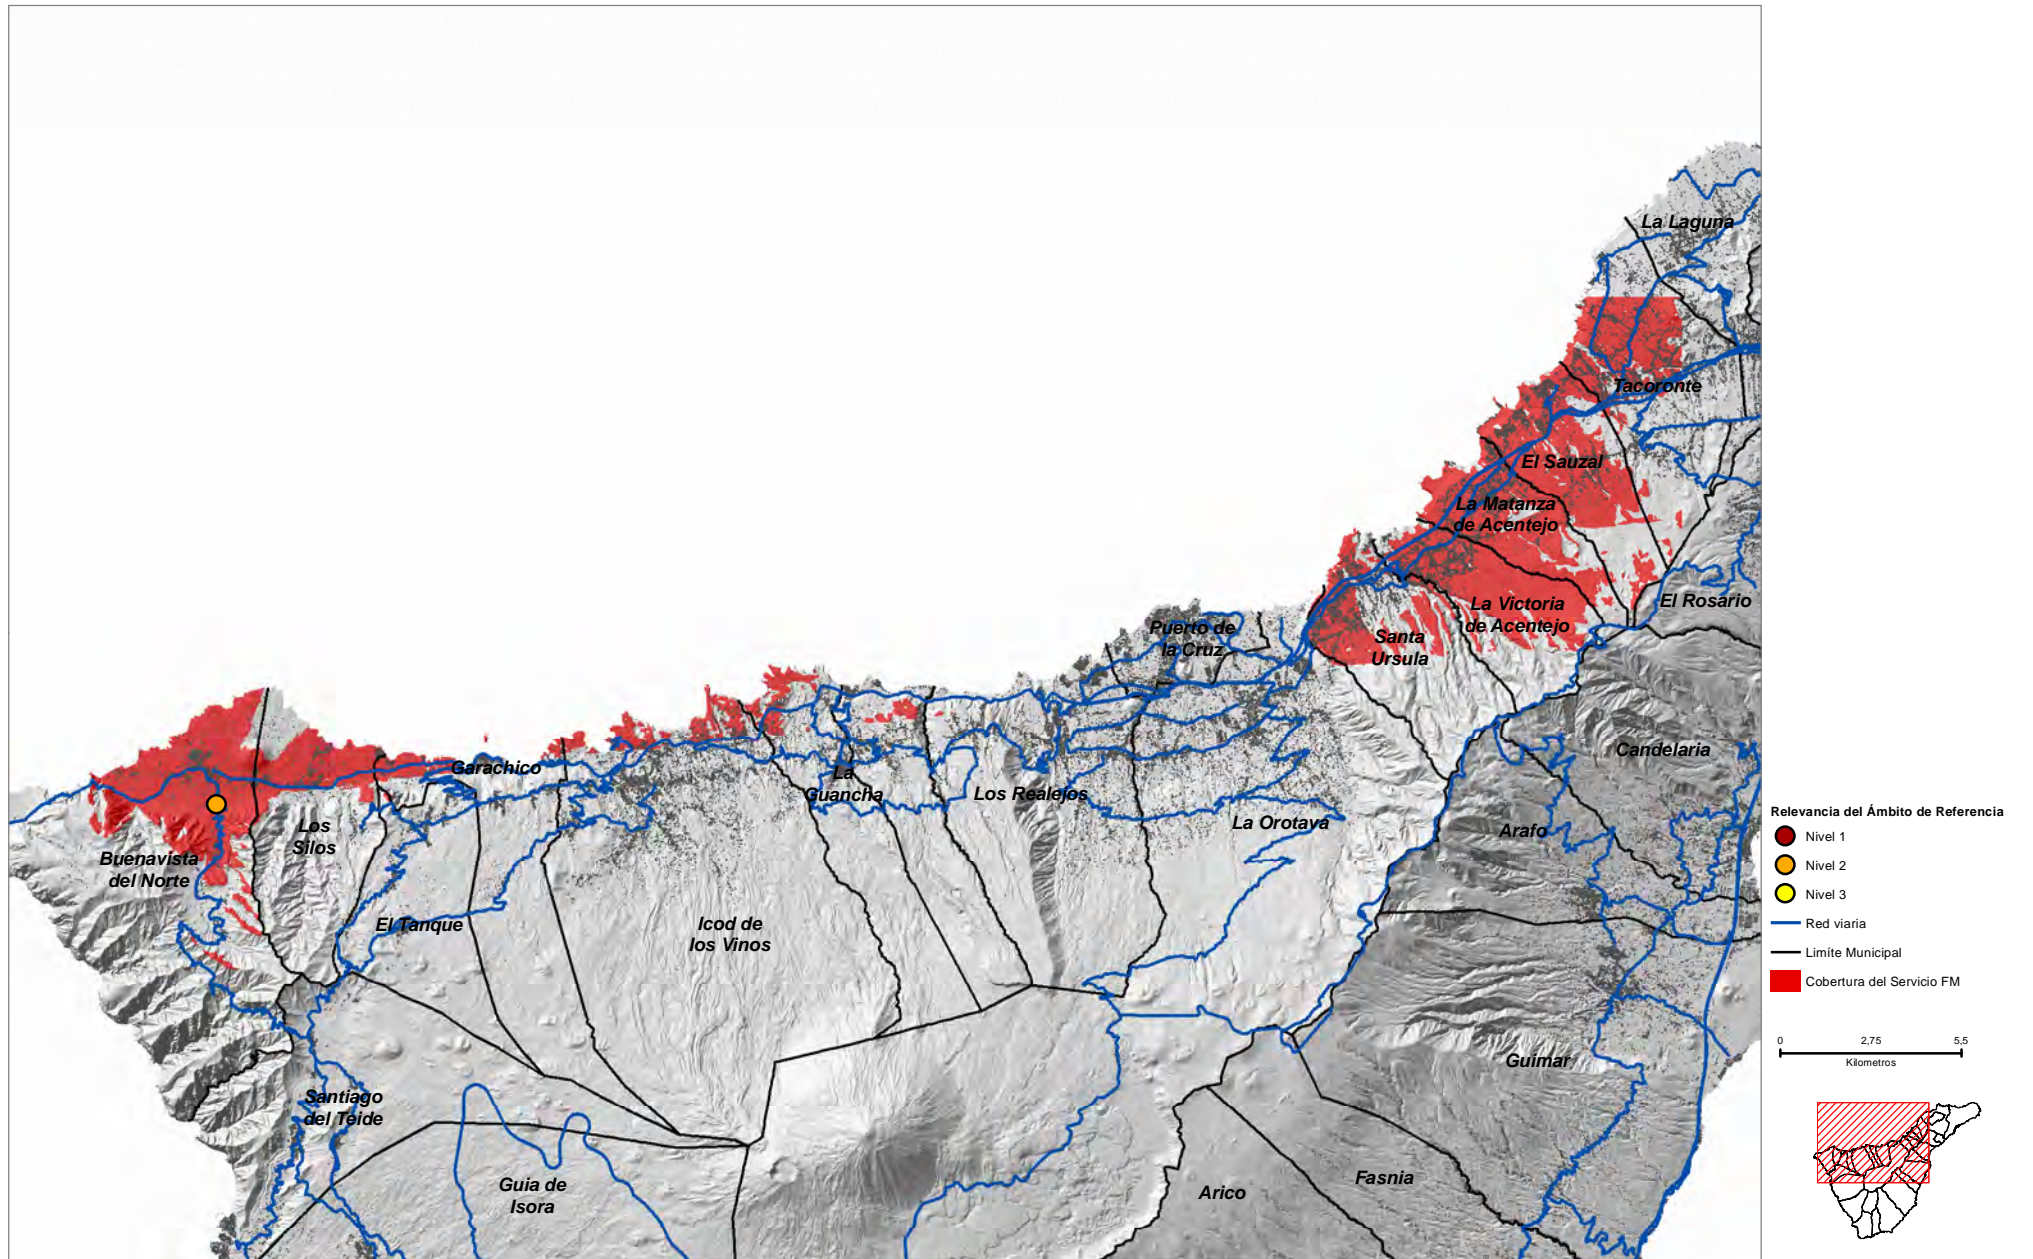 La Laguna
Tacoronte
El Sauzal
La Matanza
de Acentejo
El Rosario
La Victoria
de Acentejo
Puerto de
la Cruz
Santa
Ursula
Candelaria
Garachico
La
Guancha
Los Realejos
La Orotava
Arafo
Los
Silos
Buenavista
del Norte
El Tanque
Icod de
los Vinos
Guimar
Santiago
del Teide
Guia de
Isora
Arico
Fasnia
Relevancia del Ámbito de Referencia
Nivel 1
Nivel 2
Nivel 3
Red viaria
Limíte Municipal
Cobertura del Servicio FM
0 2,75 5,5
Kilometros